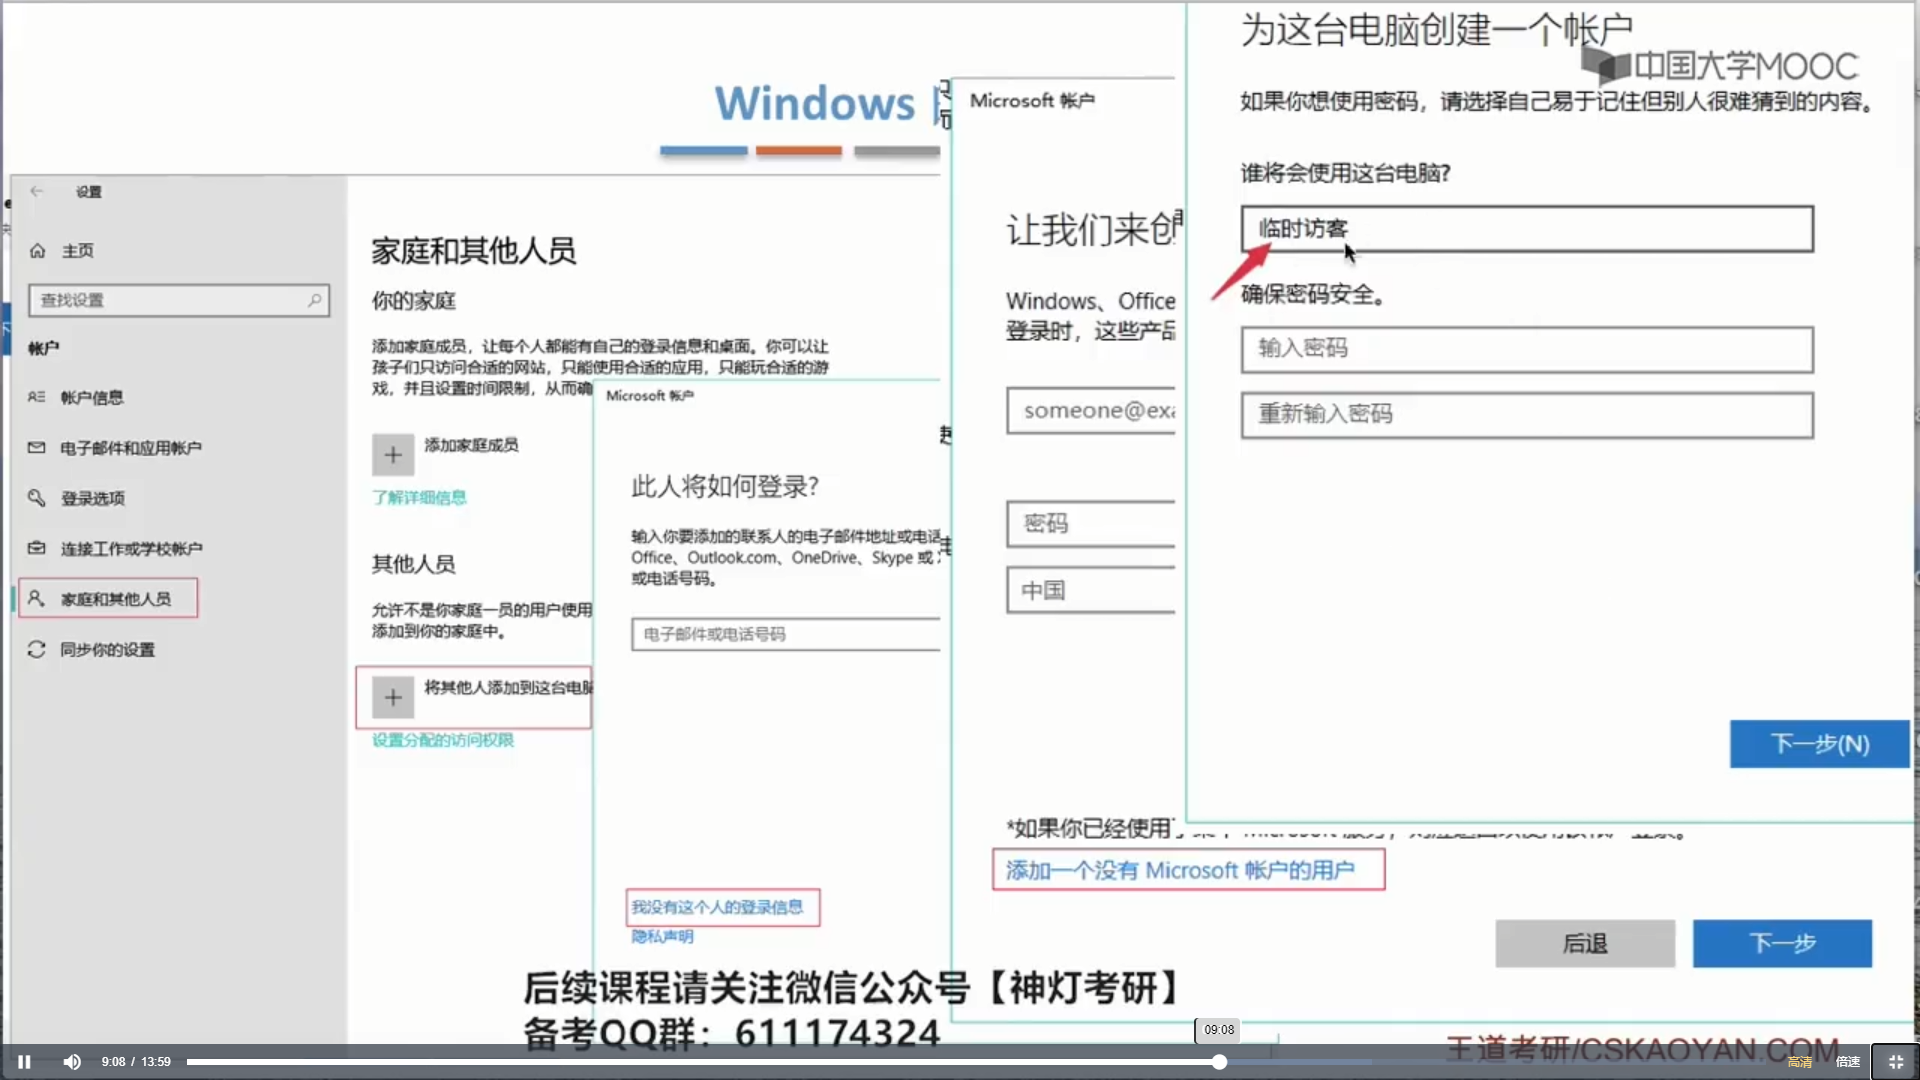 Windows
设置
主页
查找设置
帐户
帐户信息
电子邮件和应用帐户
登录选项
连接工作或学校帐户
家庭和其他人员
同步你的设置
家庭和其他人员
你的家庭
添加家庭成员，让每个人都能有自己的登录信息和桌面。你可以让
孩子们只访问合适的网站，只能使用合适的应用，只能玩合适的游
戏，并且设置时间限制，从而确
添加家庭成员
了解详细信息
其他人员
允许不是你家庭一员的用户使用
添加到你的家庭中。
将其他人添加到这台电脑
设置分配的访问权限
Microsoft 帐户
此人将如何登录?
输入你要添加的联系人的电子邮件地址或电话
Office、Outlook.com、OneDrive、Skype 或
或电话号码。
电子邮件或电话号码
我没有这个人的登录信息
隐私声明
Microsoft 帐户
让我们来创
Windows、Office
登录时，这些产品
someone@exa
密码
中国
*如果你已经使用
添加一个没有 Microsoft 帐户的用户
后退
下一步
为这台电脑创建一个帐户
中国大学MOOC
如果你想使用密码，请选择自己易于记住但别人很难猜到的内容。
谁将会使用这台电脑?
临时访客
确保密码安全。
输入密码
重新输入密码
下一步(N)
后续课程请关注微信公众号【神灯考研】
备考QQ群：611174324
王道考研/CSKAOYAN.COM
09:08
9:08 / 13:59
高清
倍速